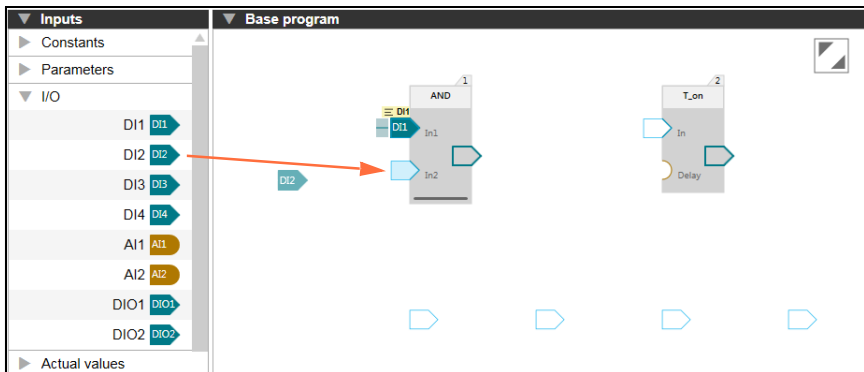 Inputs
Constants
Parameters
I/O
DI1 DI1
DI2 DI2
DI3 DI3
DI4 DI4
AI1 AI1
AI2 AI2
DIO1 DIO1
DIO2 DIO2
Actual values
Base program
1
AND
DI1
DI1 In1
In2
DI2
2
T_on
In
Delay